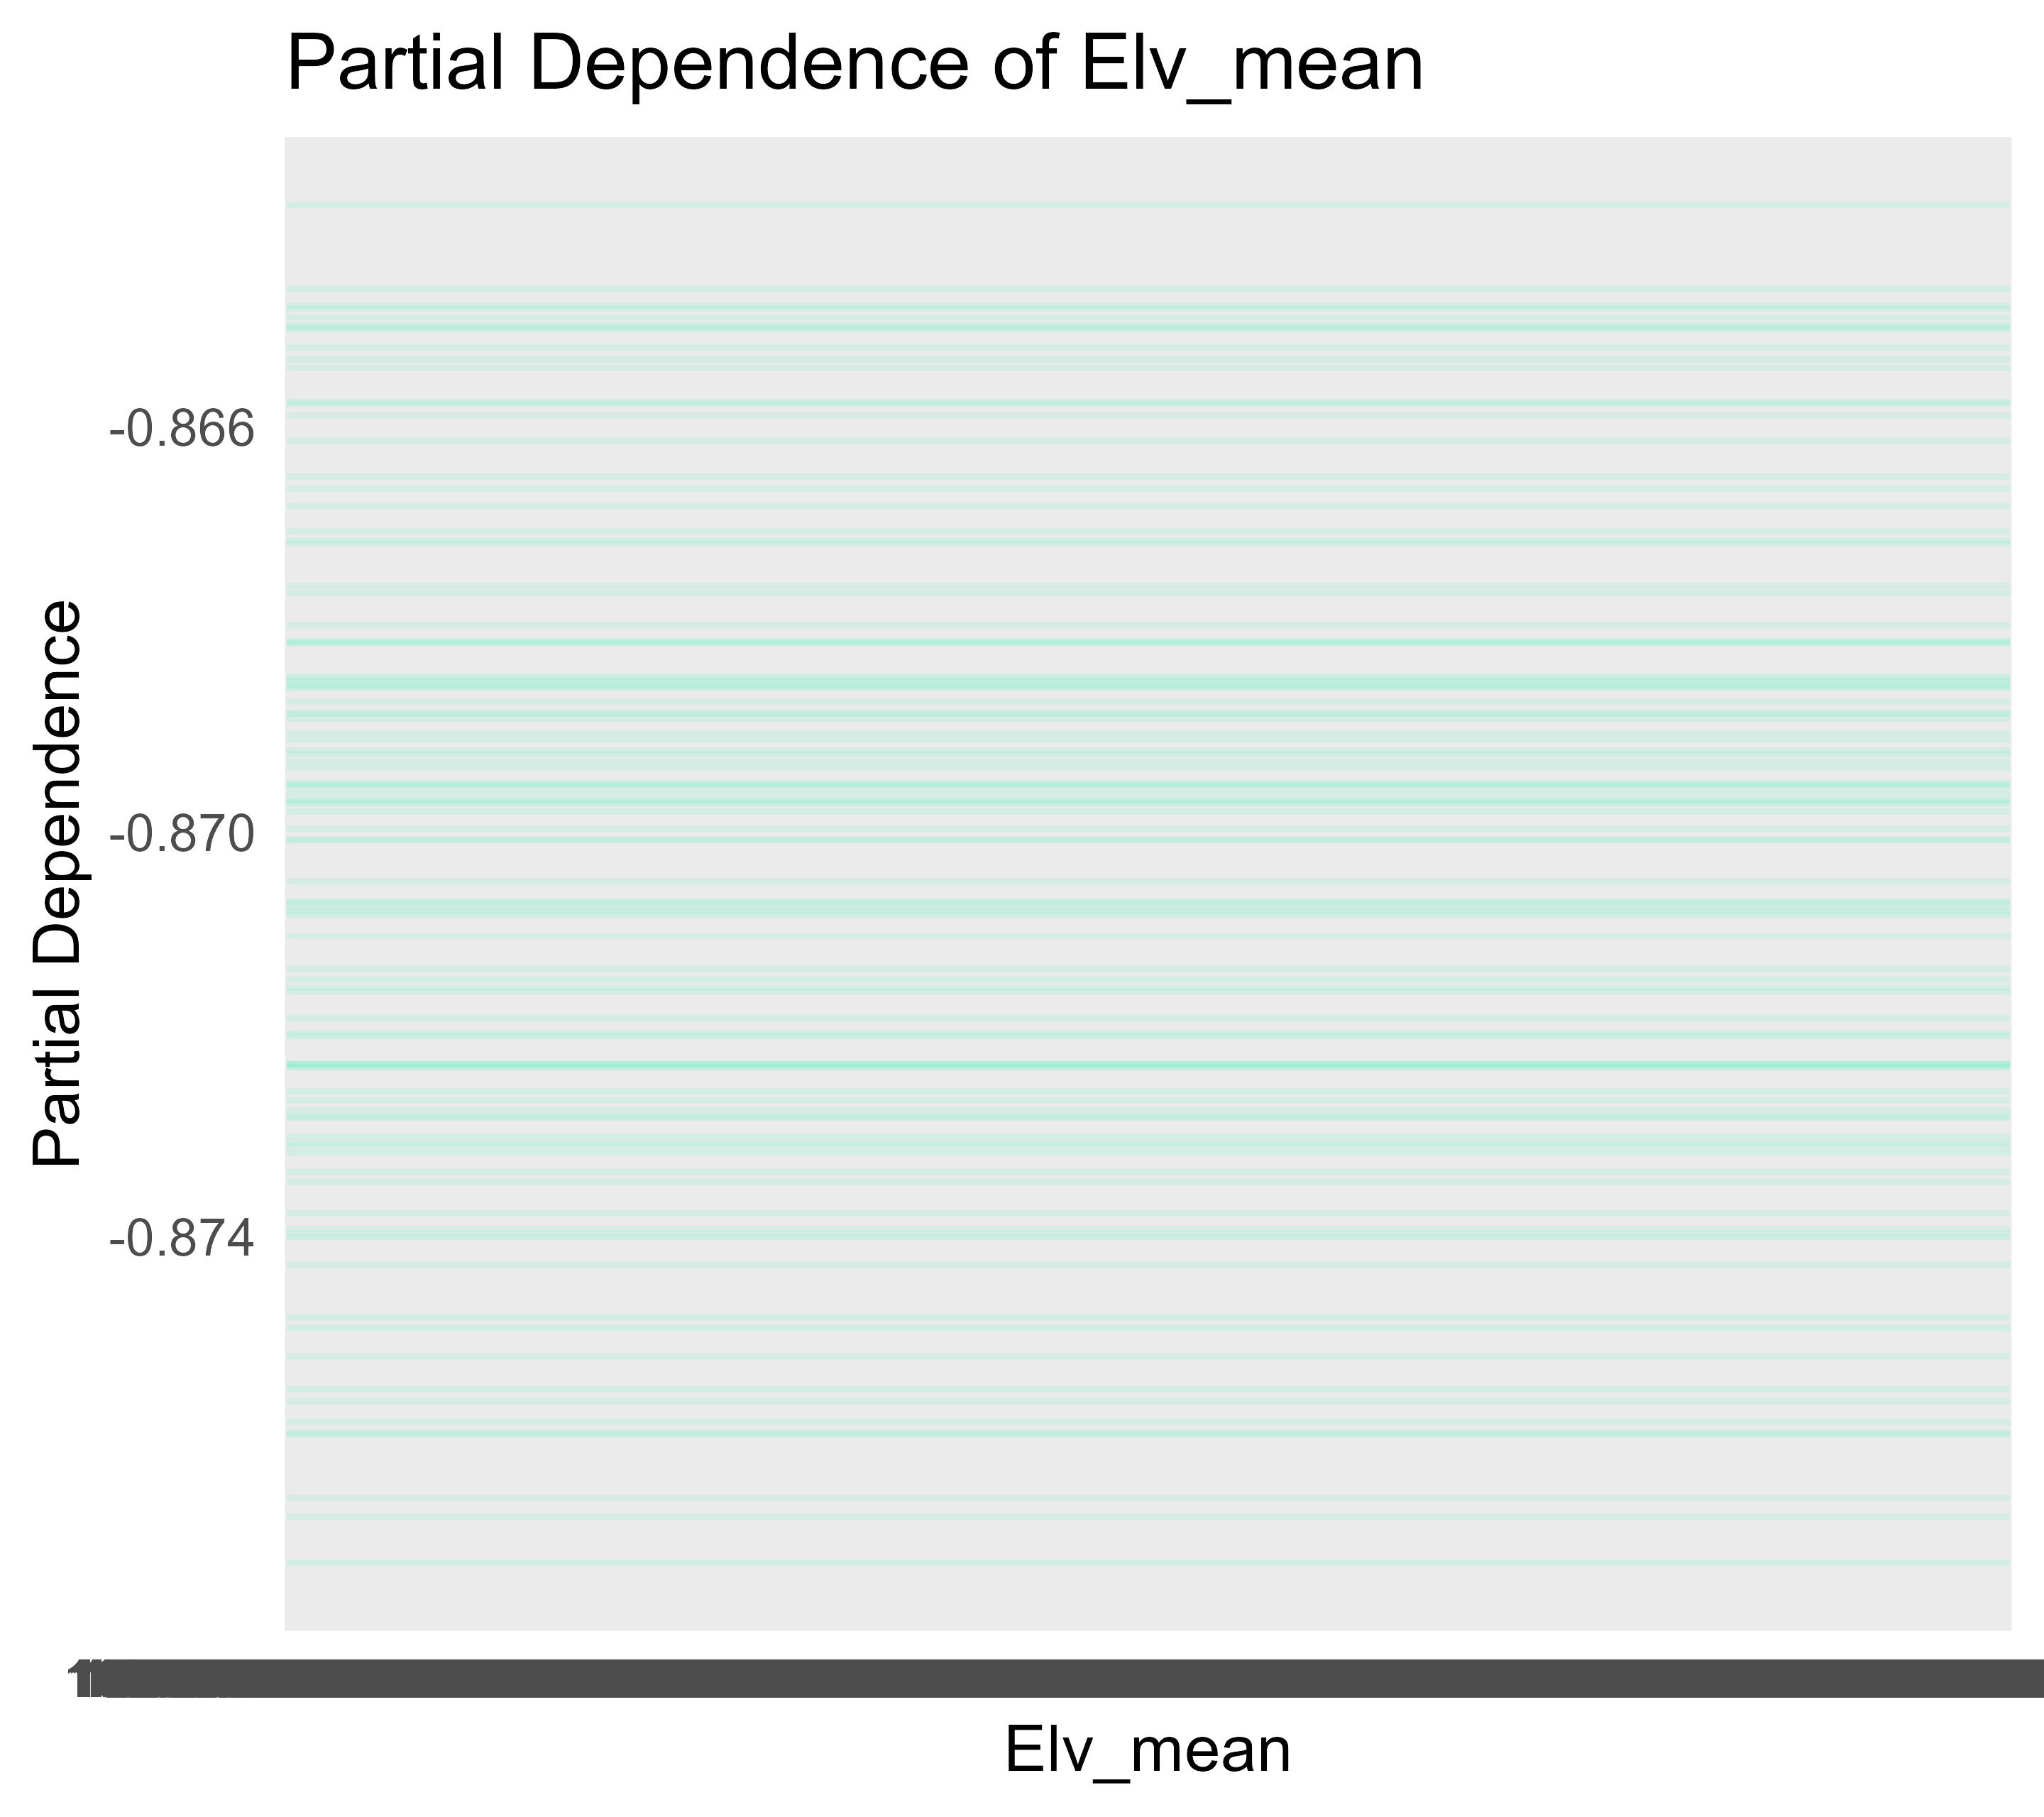 Partial Dependence of Elv_mean
Partial Dependence
-0.866
-0.870
-0.874
Elv_mean